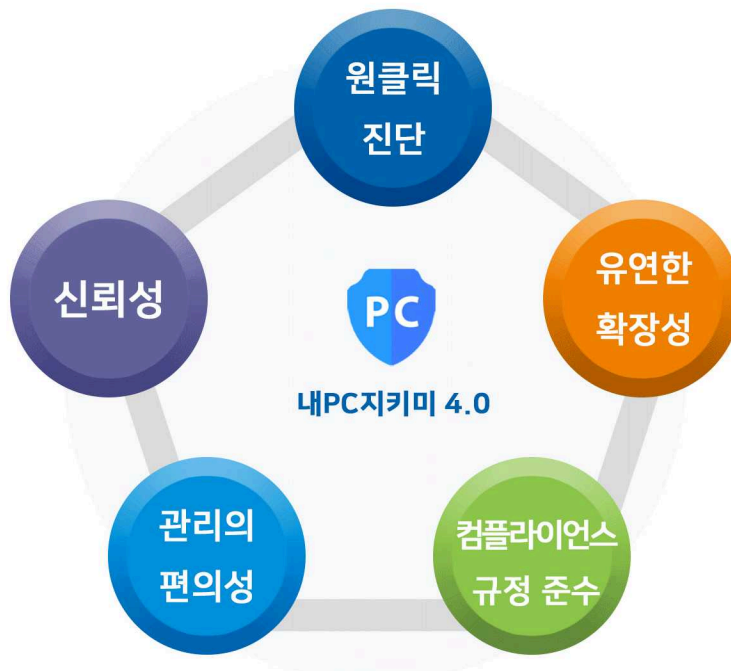 원클릭
진단
유연한
확장성
신뢰성
PC
내PC지키미 4.0
관리의
편의성
컴플라이언스
규정 준수